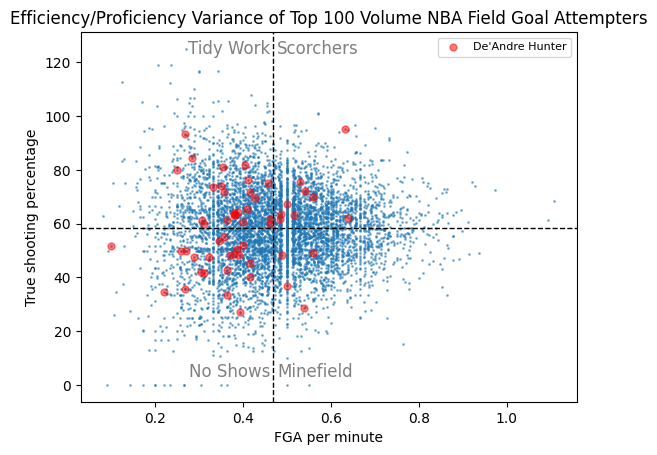 Efficiency/Proficiency Variance of Top 100 Volume NBA Field Goal Attempters
Tidy Work Scorchers
De'Andre Hunter
120
100
80
60
40
20
0
True shooting percentage
No Shows Minefield
0.2 0.4 0.6 0.8 1.0
FGA per minute